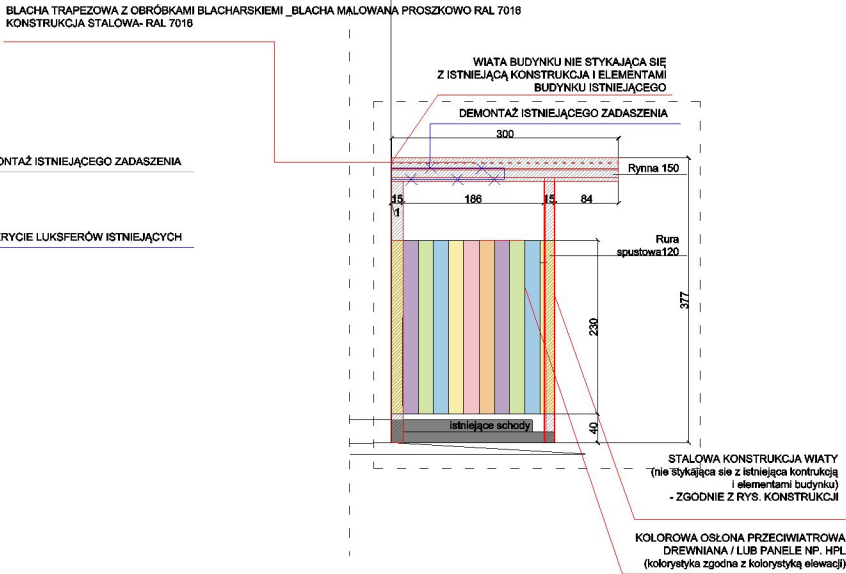 BLACHA TRAPEZOWA Z OBRÓBKAMI BLACHARSKIEMI _BLACHA MALOWANA PROSZKOWO RAL 7016
KONSTRUKCJA STALOWA- RAL 7016
WIATA BUDYNKU NIE STYKAJĄCA SIĘ
Z ISTNIEJĄCĄ KONSTRUKCJA I ELEMENTAMI
BUDYNKU ISTNIEJĄCEGO
DEMONTAŻ ISTNIEJĄCEGO ZADASZENIA
300
ONTAŻ ISTNIEJĄCEGO ZADASZENIA
Rynna 150
15 186 15 84
1
RYCIE LUKSFERÓW ISTNIEJĄCYCH
Rura
spustowa120
377
230
istniejące schody
40
STALOWA KONSTRUKCJA WIATY
(nie stykająca sie z istniejąca kontrukcją
i elementami budynku)
- ZGODNIE Z RYS. KONSTRUKCJI
KOLOROWA OSŁONA PRZECIWIATROWA
DREWNIANA / LUB PANELE NP. HPL
(kolorystyka zgodna z kolorystyką elewacji)